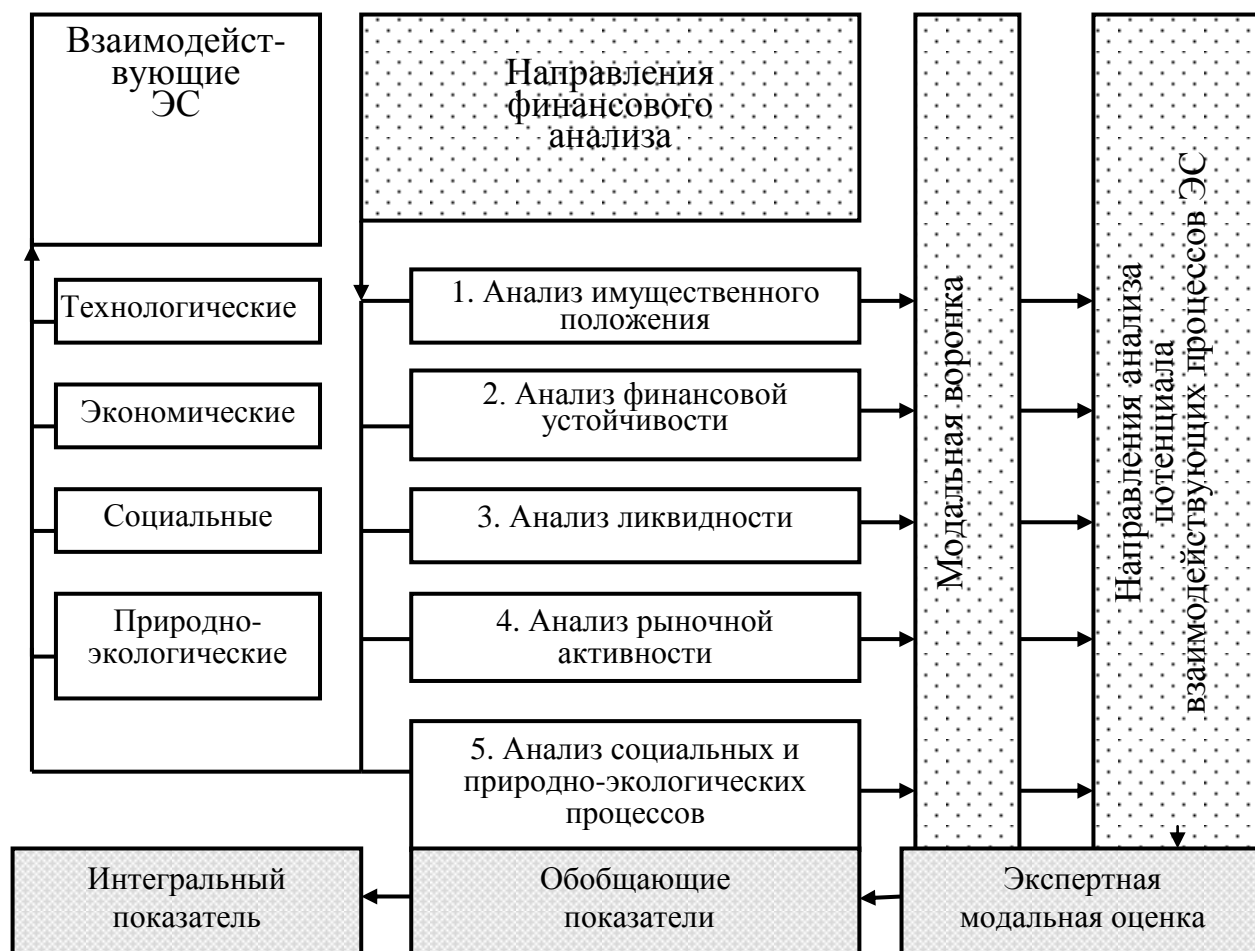 Взаимодейст-
вующие
ЭС
Направления
финансового
анализа
Технологические
Экономические
Социальные
Природно-
экологические
1. Анализ имущественного
положения
2. Анализ финансовой
устойчивости
3. Анализ ликвидности
4. Анализ рыночной
активности
5. Анализ социальных и
природно-экологических
процессов
Модальная воронка
Направления анализа
потенциала
взаимодействующих процессов ЭС
Интегральный
показатель
Обобщающие
показатели
Экспертная
модальная оценка